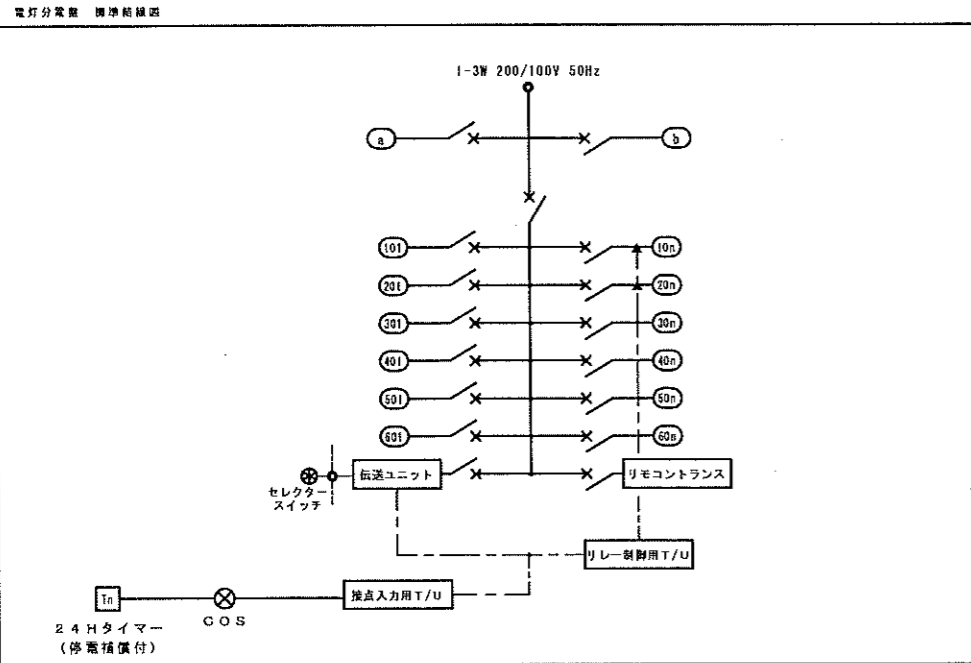 電灯分電盤 標準結線図
1-3W 200/100V 50Hz
a b
101 10n
201 20n
301 30n
401 40n
501 50n
601 60n
伝送ユニット リモコントランス
セレクター
スイッチ
リレー制御用T/U
接点入力用T/U
Tn
COS
24Hタイマー
(停電補償付)